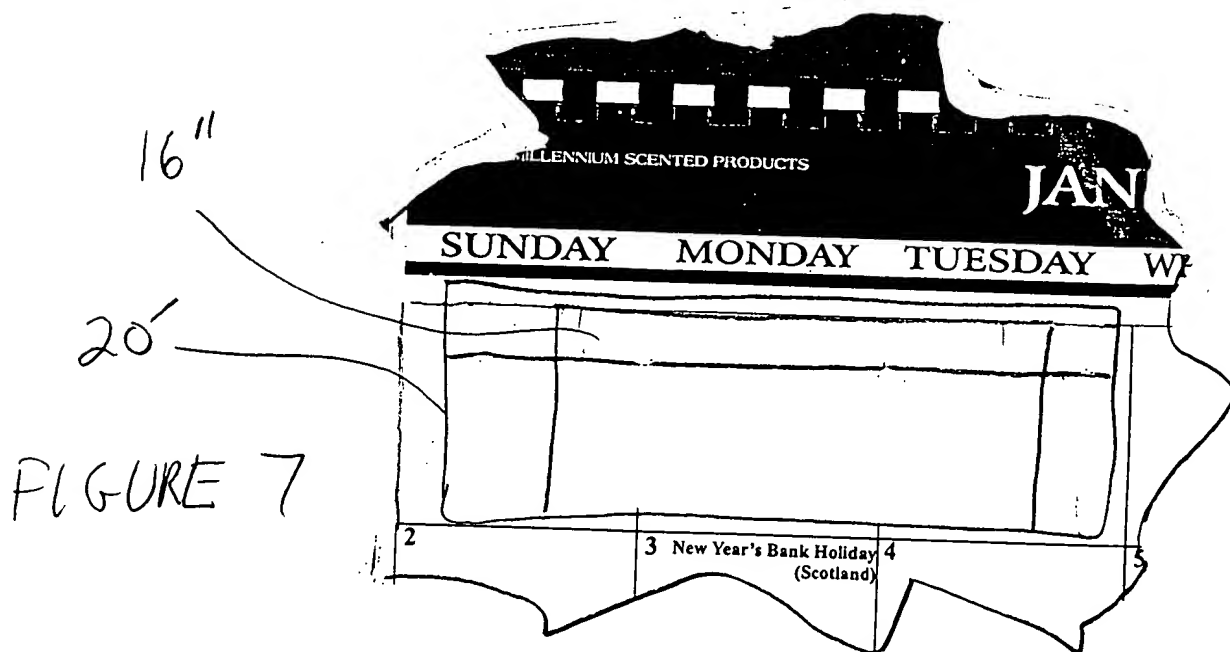 16"
MILLENNIUM SCENTED PRODUCTS
JAN
SUNDAY MONDAY TUESDAY
20'
FIGURE 7
2
3 New Year's Bank Holiday
(Scotland)
4
5